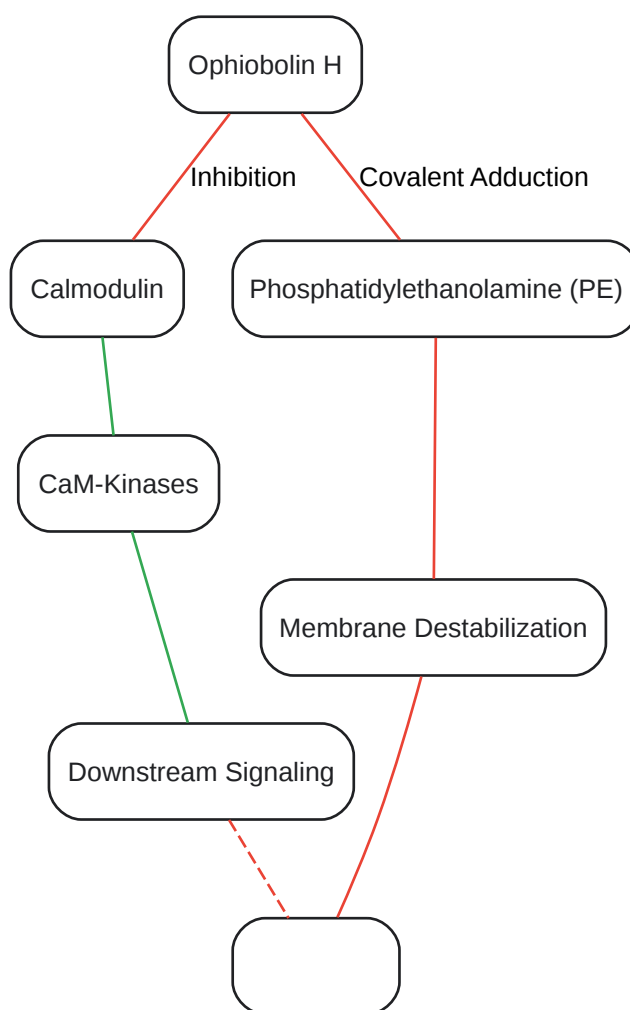 Ophiobolin H
Inhibition
Covalent Adduction
Calmodulin
Phosphatidylethanolamine (PE)
CaM-Kinases
Membrane Destabilization
Downstream Signaling